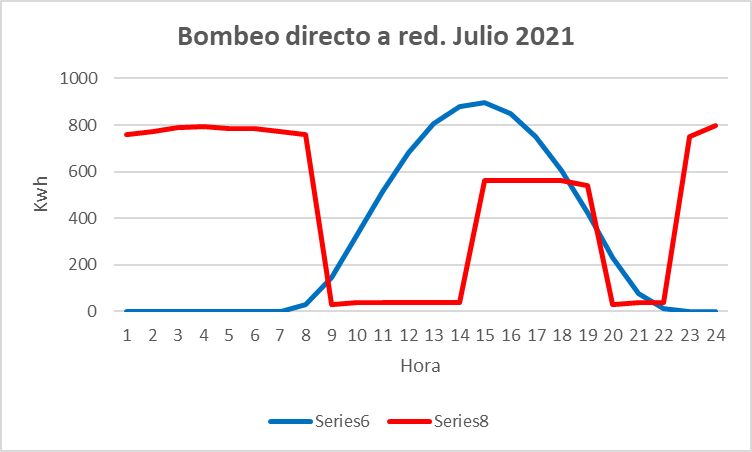 Bombeo directo a red. Julio 2021
1000
800
600
400
200
0
Kwh
1 2 3 4 5 6 7 8 9 10 11 12 13 14 15 16 17 18 19 20 21 22 23 24
Hora
Series6 Series8